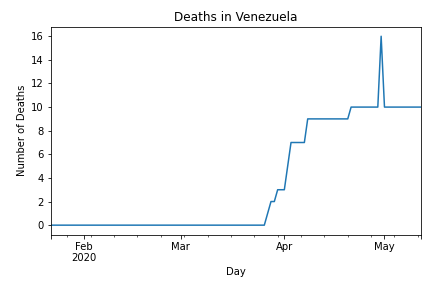 Deaths in Venezuela
Number of Deaths
16
14
12
10
8
6
4
2
0
Feb
2020
Mar
Apr
May
Day